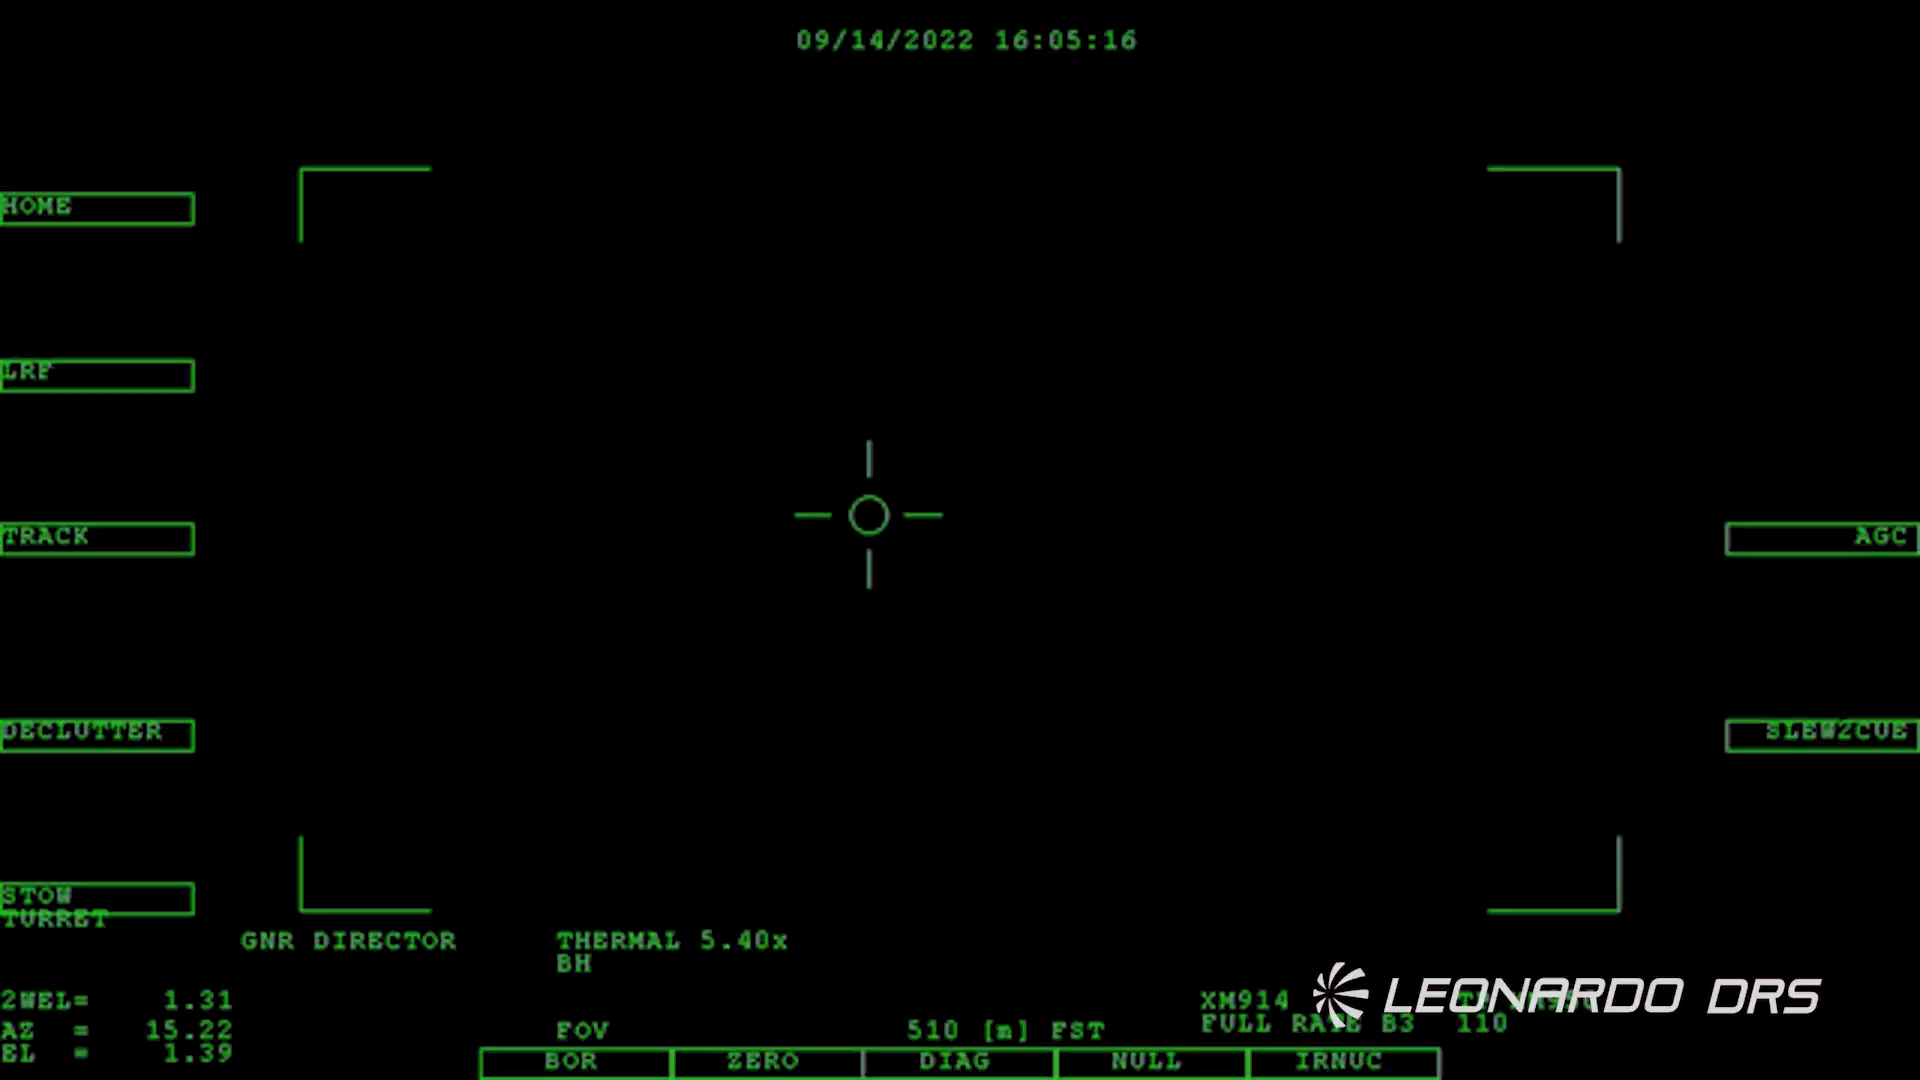 09/14/2022 16:05:16
HOME
LRF
TRACK
AGC
DECLUTTER
SLEW2CUE
STOW
TURRET
GNR DIRECTOR
THERMAL 5.40x
BH
2WEL= 1.31
XM914
LEONARDO DRS
AZ = 15.22
FOV
510 [m] FST
FULL RATE B3 110
EL = 1.39
BOR ZERO DIAG NULL IRNUC